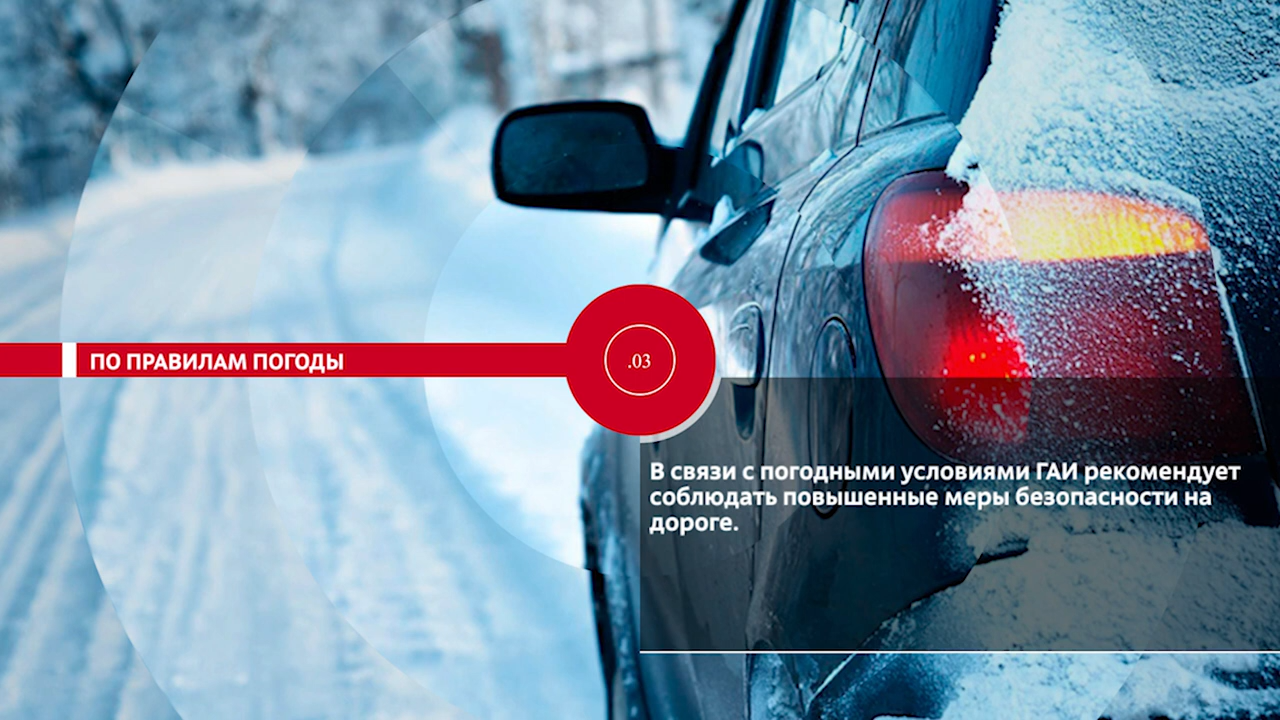 ПО ПРАВИЛАМ ПОГОДЫ
.03
В связи с погодными условиями ГАИ рекомендует
соблюдать повышенные меры безопасности на
дороге.